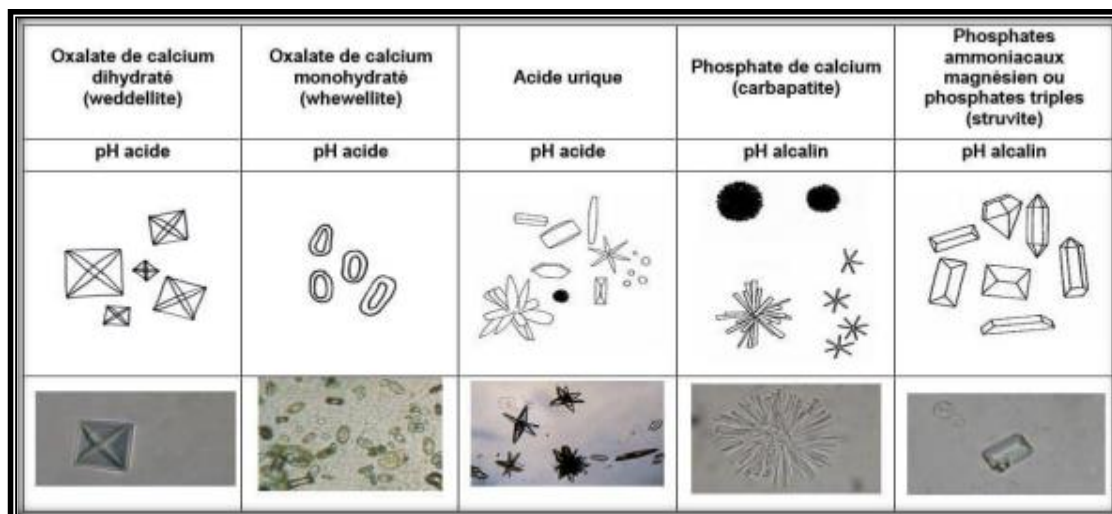 Oxalate de calcium
dihydraté
(weddellite)
Oxalate de calcium
monohydraté
(whewellite)
Acide urique
Phosphate de calcium
(carbapatite)
Phosphates
ammoniacaux
magnésien ou
phosphates triples
(struvite)
pH acide
pH acide
pH acide
pH alcalin
pH alcalin